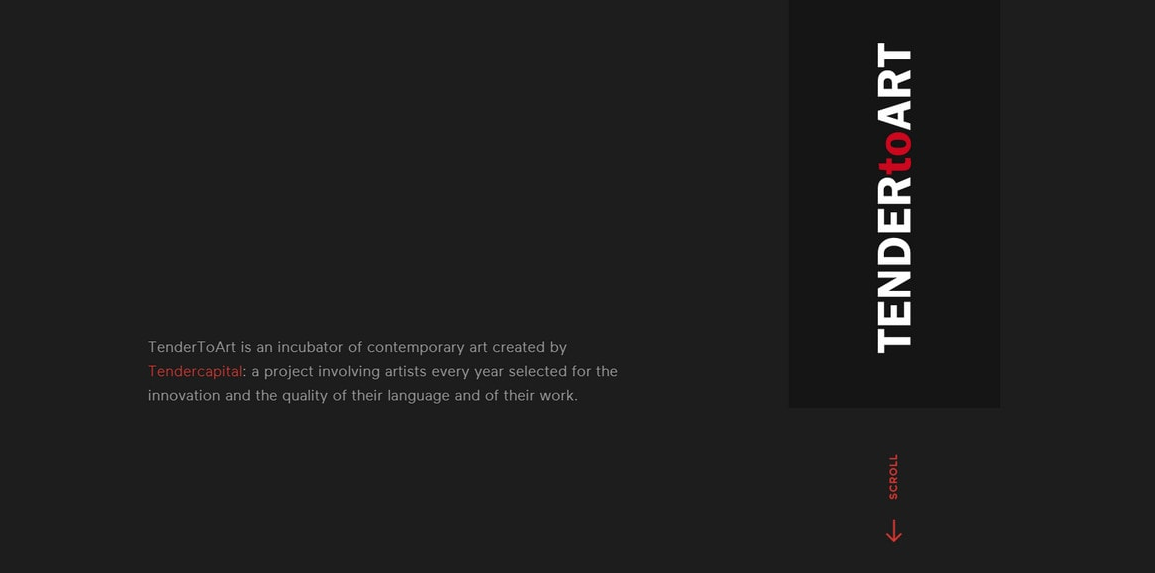 TENDERtoART
TenderToArt is an incubator of contemporary art created by
Tendercapital: a project involving artists every year selected for the
innovation and the quality of their language and of their work.
SCROLL